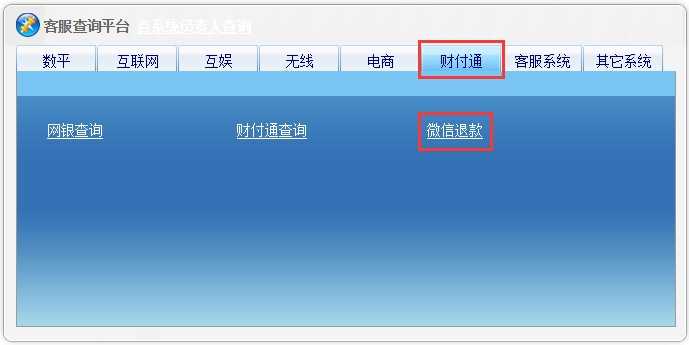 客服查询平台 各系统负责人查询
数平 互联网 互娱 无线 电商 财付通 客服系统 其它系统
网银查询 财付通查询 微信退款